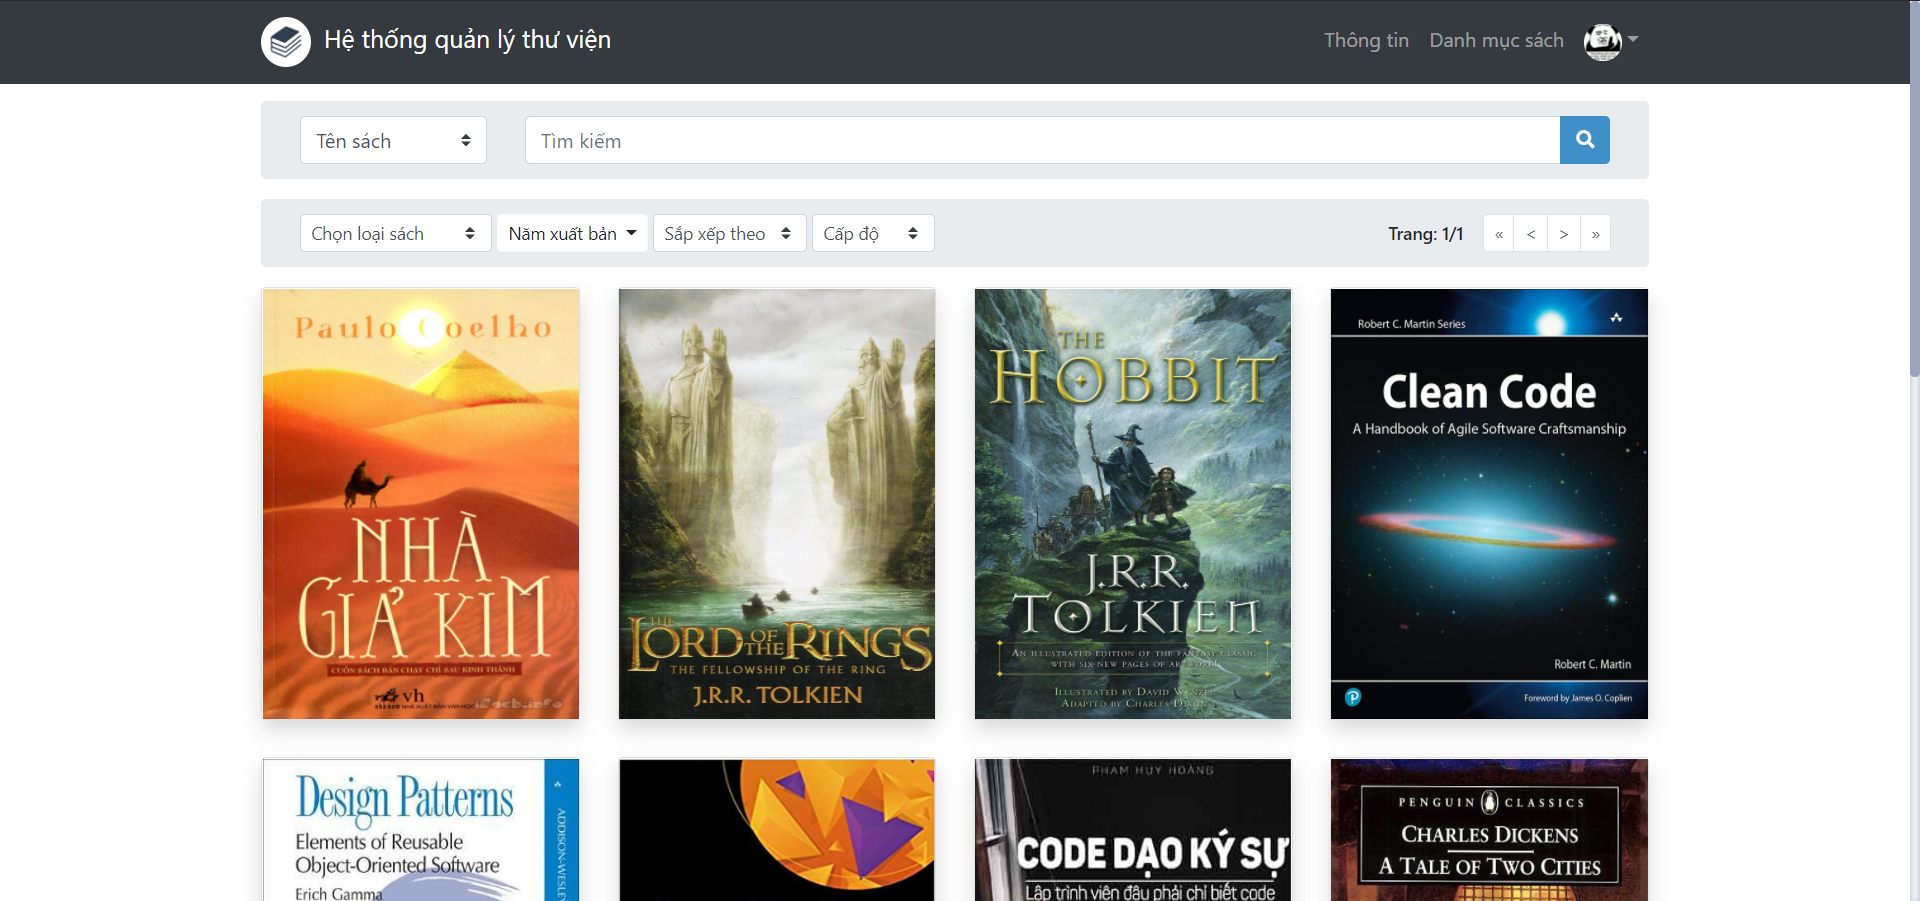 Hệ thống quản lý thư viện
Thông tin
Danh mục sách
Tên sách
Tìm kiếm
Chọn loại sách
Năm xuất bản
Sắp xếp theo
Cấp độ
Trang: 1/1
«
<
>
»
Paulo Coelho
NHÀ
GIẢ KIM
CUỐN SÁCH BÁN CHẠY CHỈ SAU KINH THÁNH
THE
LORD OF THE RINGS
THE FELLOWSHIP OF THE RING
J.R.R. TOLKIEN
THE
HOBBIT
J.R.R.
TOLKIEN
AN ILLUSTRATED EDITION OF THE FANTASY CLASSIC
WITH SIX NEW PAGES OF ARTWORK!
ILLUSTRATED BY DAVID WENZEL
ADAPTED BY CHARLES DIXON
Robert C. Martin Series
Clean Code
A Handbook of Agile Software Craftsmanship
Robert C. Martin
Foreword by James O. Coplien
Design Patterns
Elements of Reusable
Object-Oriented Software
Erich Gamma
PHẠM HUY HOÀNG
CODE DẠO KÝ SỰ
Lập trình viên đâu phải chỉ biết code
PENGUIN CLASSICS
CHARLES DICKENS
A TALE OF TWO CITIES